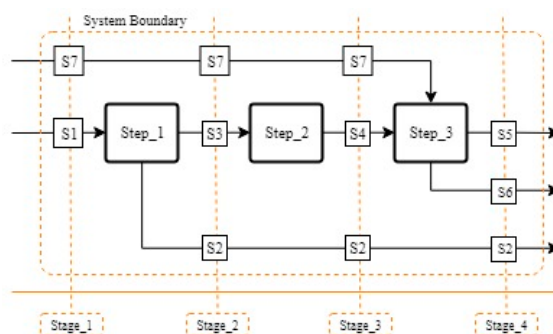 System Boundary
S7 S7 S7
S1 Step_1 S3 Step_2 S4 Step_3 S5
S6
S2 S2 S2
Stage_1 Stage_2 Stage_3 Stage_4